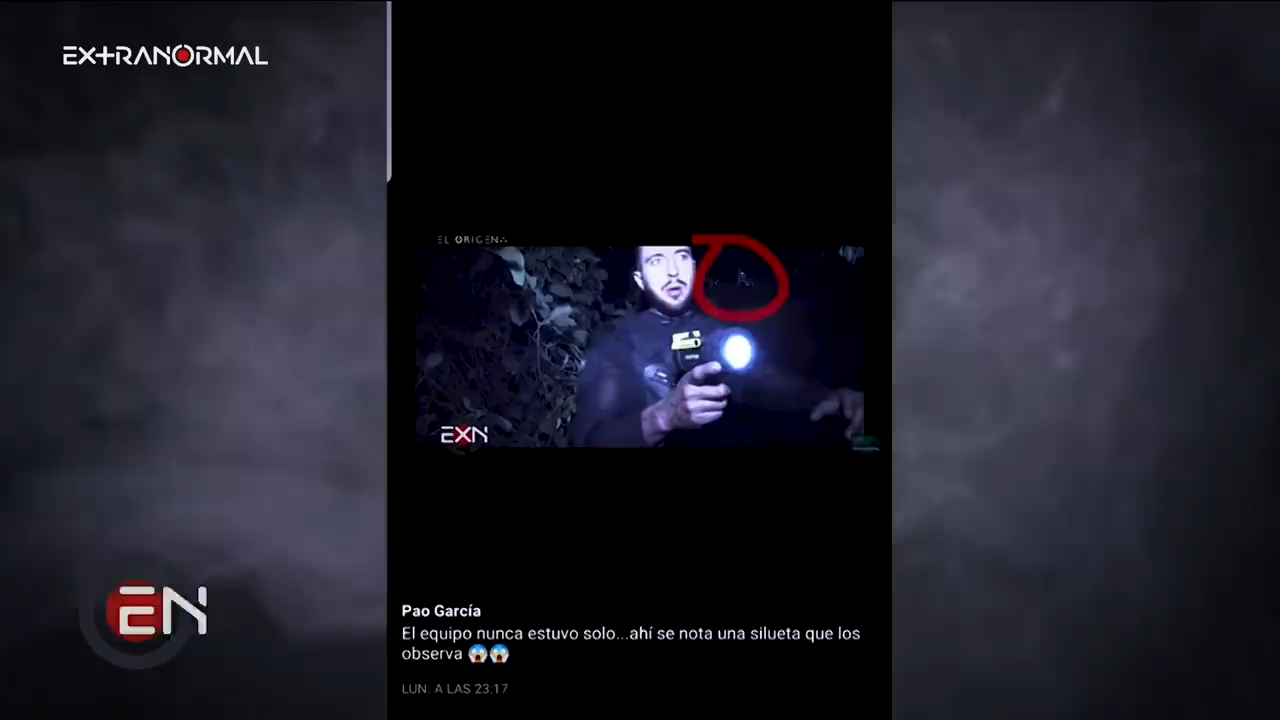 EXTRANORMAL
EL ORIGEN
EXN
EN
Pao García
El equipo nunca estuvo solo...ahí se nota una silueta que los
observa 😱😱
LUN. A LAS 23:17